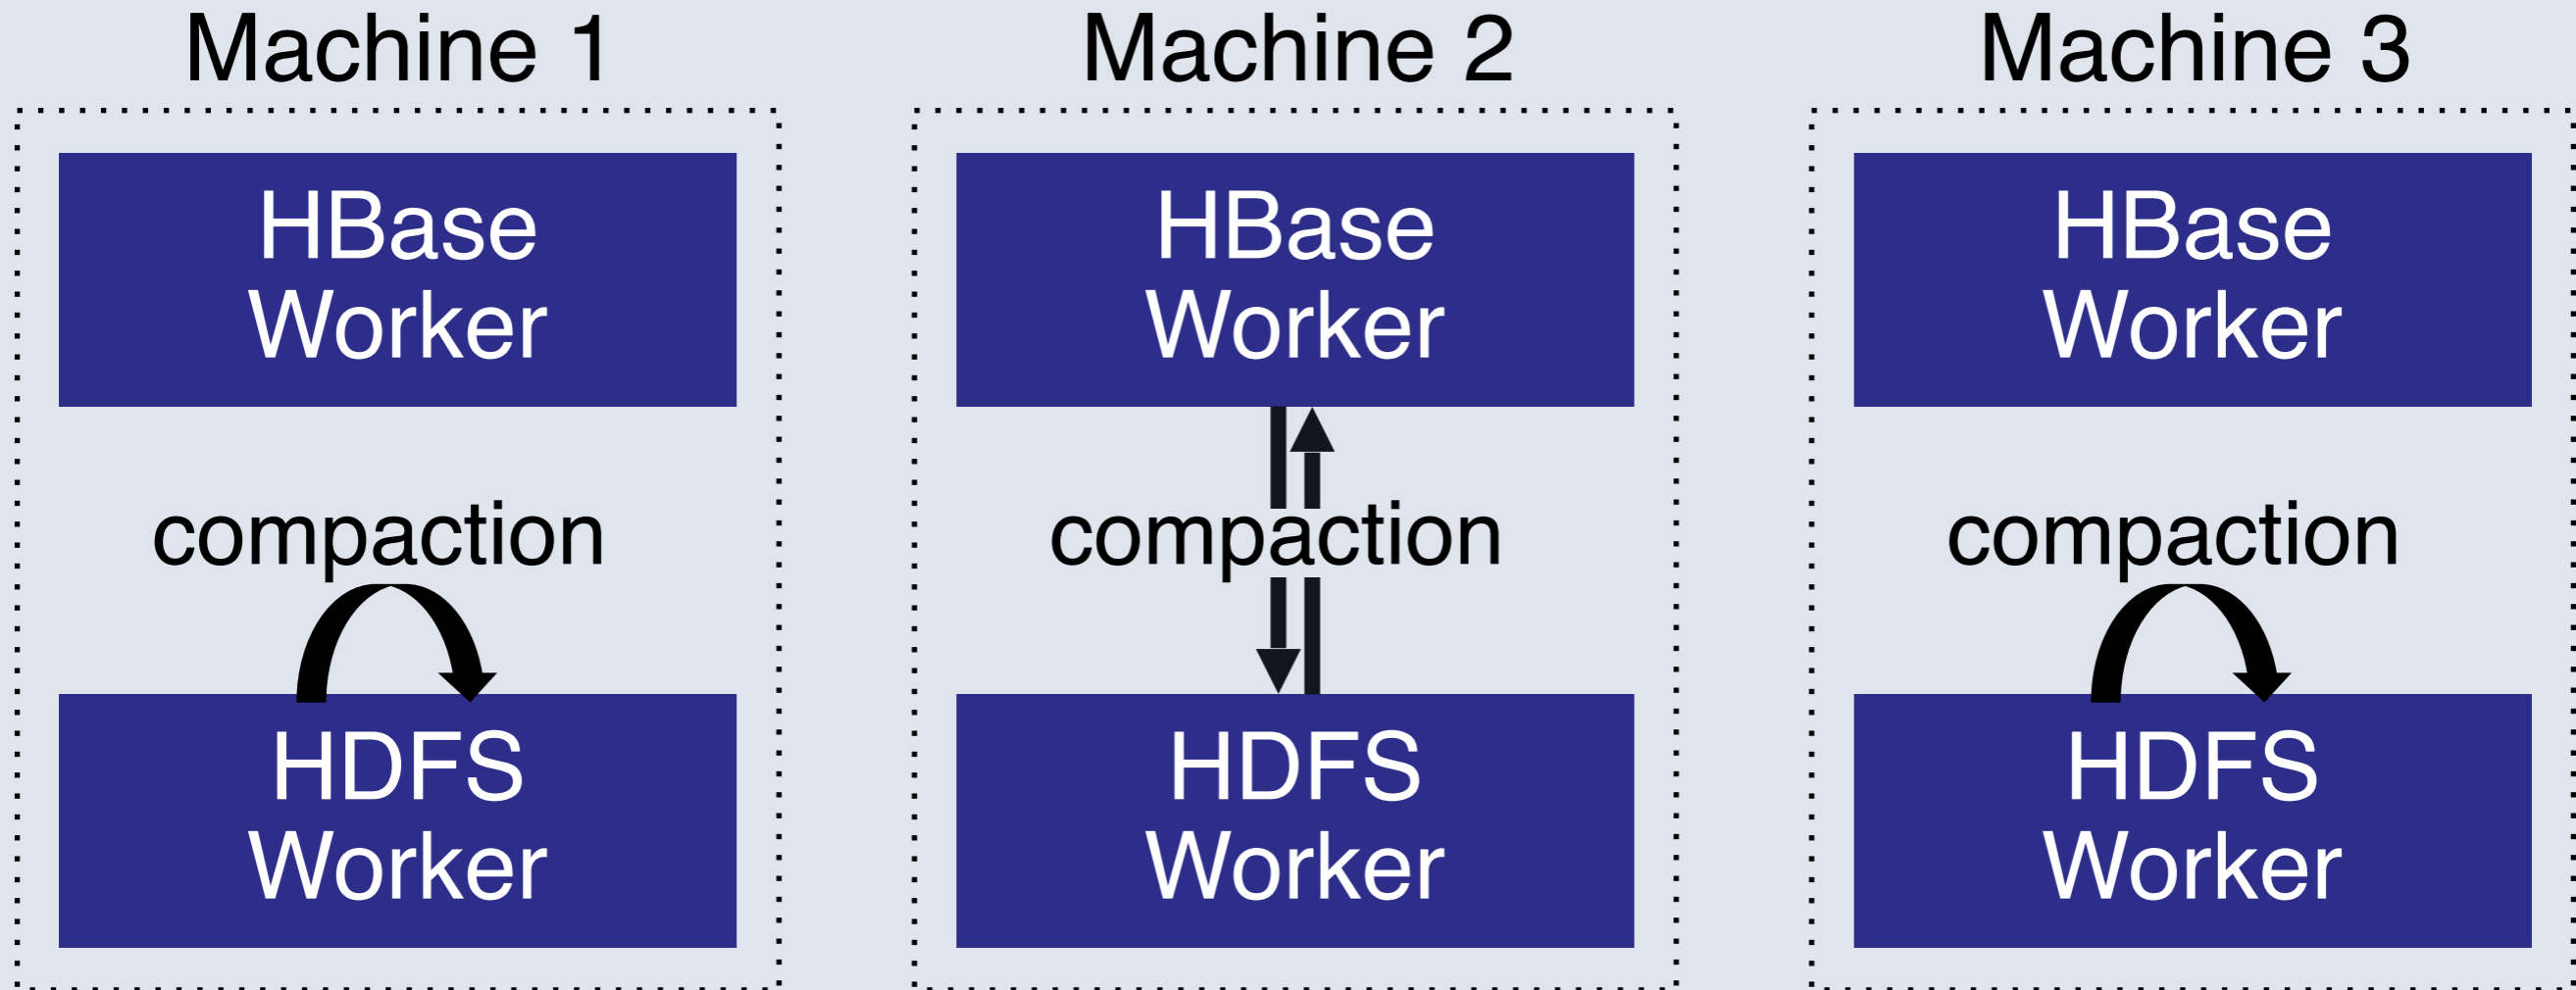 Machine 1
Machine 2
Machine 3
HBase
Worker
HBase
Worker
HBase
Worker
compaction
compaction
compaction
HDFS
Worker
HDFS
Worker
HDFS
Worker